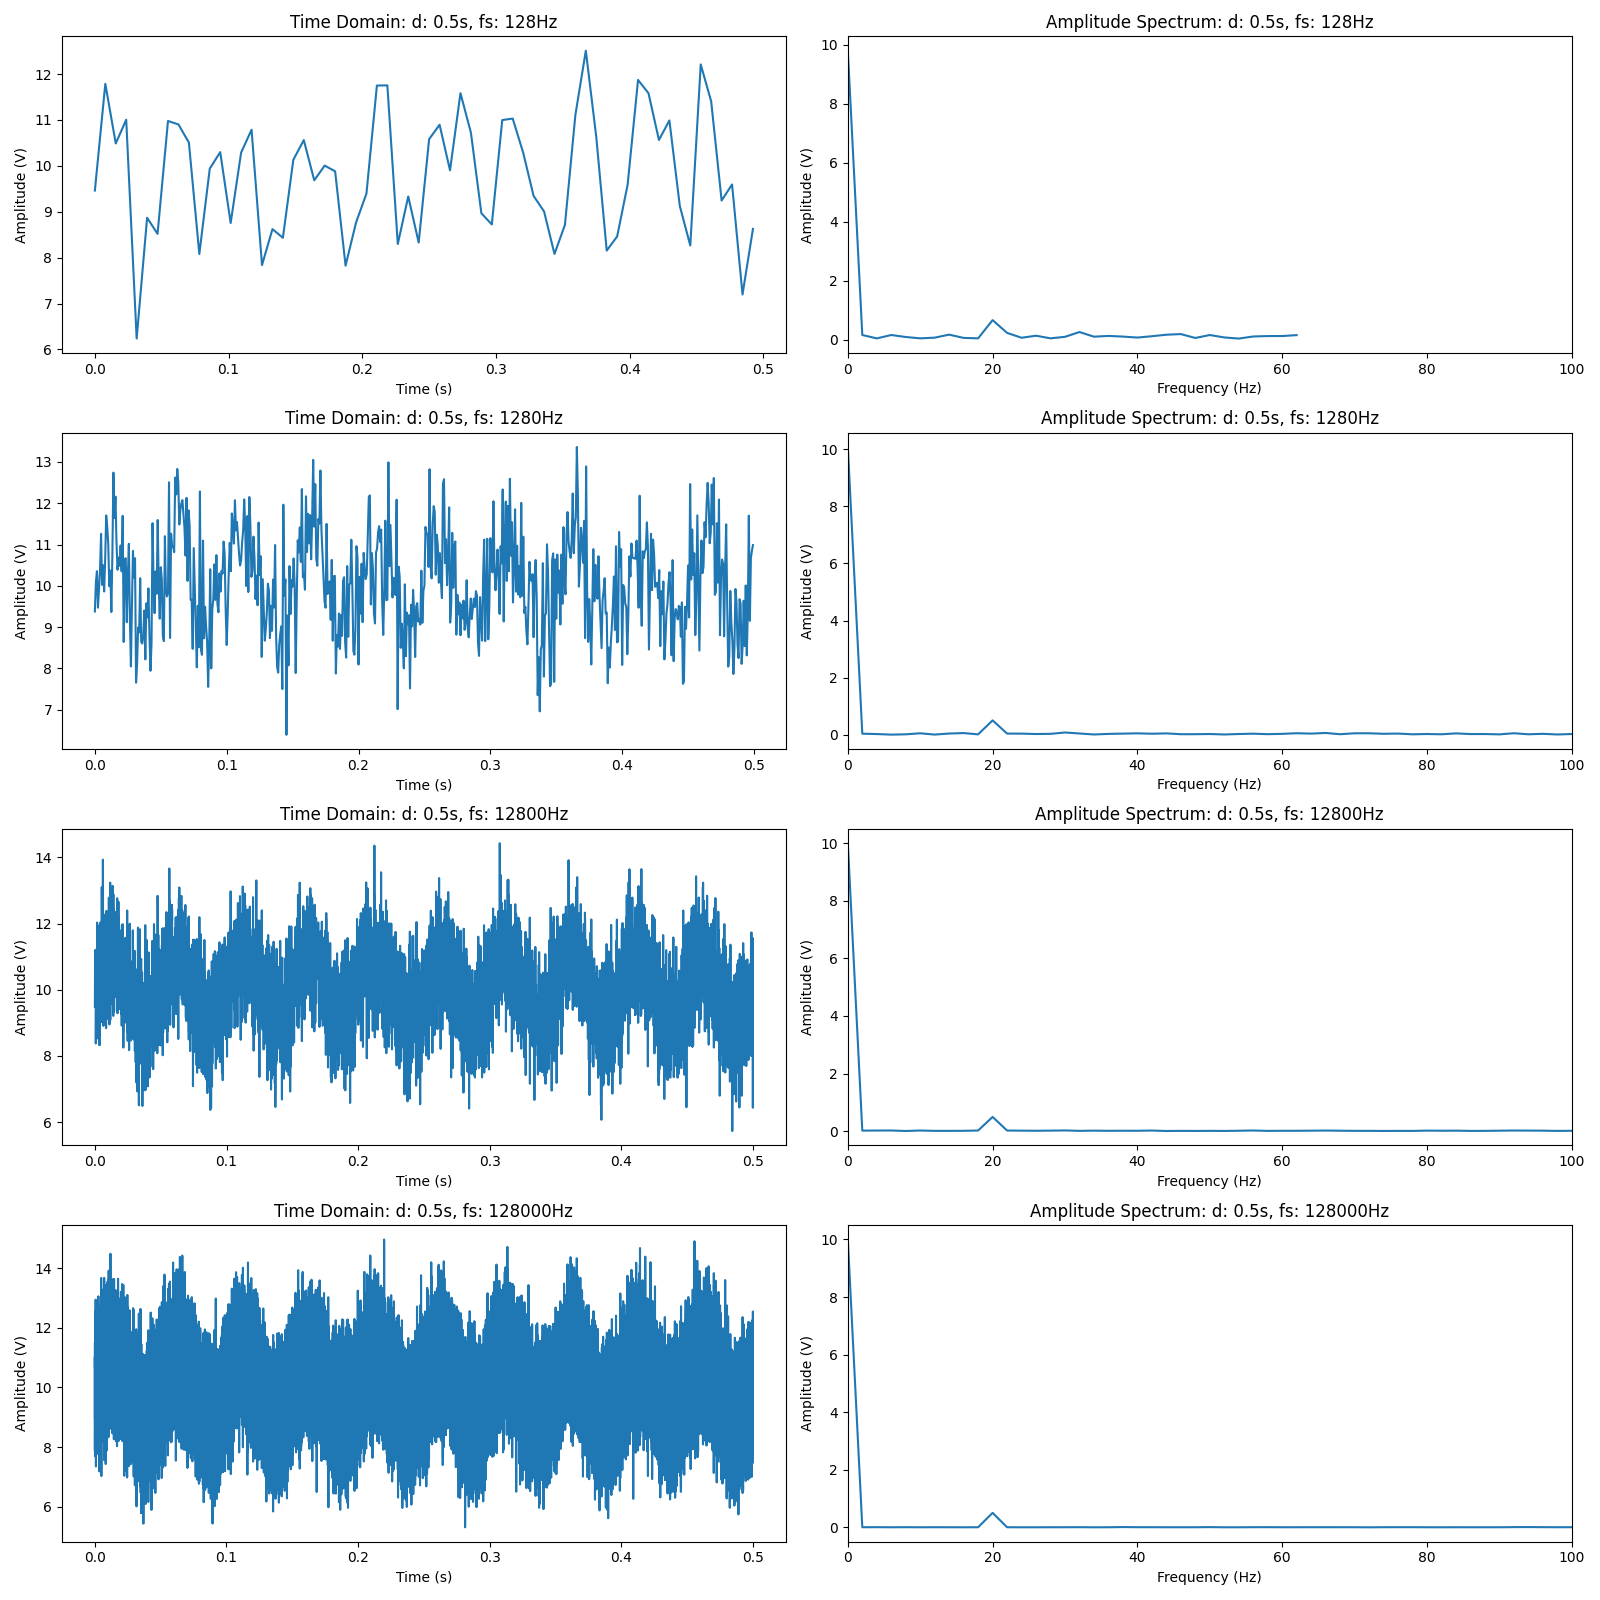 Time Domain: d: 0.5s, fs: 128Hz
Amplitude (V)
12
11
10
9
8
7
6
0.0 0.1 0.2 0.3 0.4 0.5
Time (s)
Amplitude Spectrum: d: 0.5s, fs: 128Hz
Amplitude (V)
10
8
6
4
2
0
0 20 40 60 80 100
Frequency (Hz)
Time Domain: d: 0.5s, fs: 1280Hz
Amplitude (V)
13
12
11
10
9
8
7
0.0 0.1 0.2 0.3 0.4 0.5
Time (s)
Amplitude Spectrum: d: 0.5s, fs: 1280Hz
Amplitude (V)
10
8
6
4
2
0
0 20 40 60 80 100
Frequency (Hz)
Time Domain: d: 0.5s, fs: 12800Hz
Amplitude (V)
14
12
10
8
6
0.0 0.1 0.2 0.3 0.4 0.5
Time (s)
Amplitude Spectrum: d: 0.5s, fs: 12800Hz
Amplitude (V)
10
8
6
4
2
0
0 20 40 60 80 100
Frequency (Hz)
Time Domain: d: 0.5s, fs: 128000Hz
Amplitude (V)
14
12
10
8
6
0.0 0.1 0.2 0.3 0.4 0.5
Time (s)
Amplitude Spectrum: d: 0.5s, fs: 128000Hz
Amplitude (V)
10
8
6
4
2
0
0 20 40 60 80 100
Frequency (Hz)